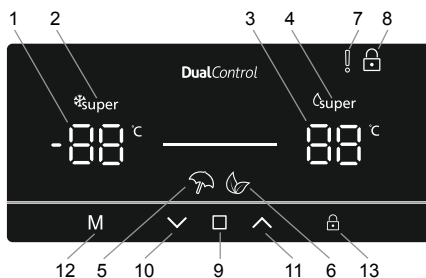 1 2 3 4 7 8
DualControl
super super
-88 °C 88 °C
M
12 5 10 9 11 6 13